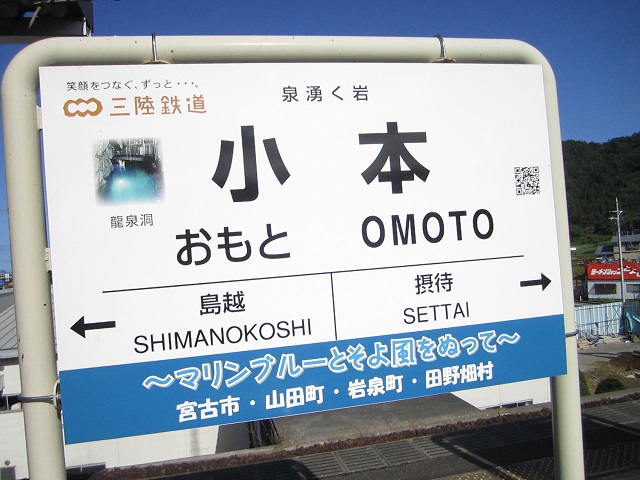 笑顔をつなぐ、ずっと・・・。
三陸鉄道
泉湧く岩
小本
龍泉洞
おもと OMOTO
島越
SHIMANOKOSHI
摂待
SETTAI
～マリンブルーとそよ風をぬって～
宮古市・山田町・岩泉町・田野畑村